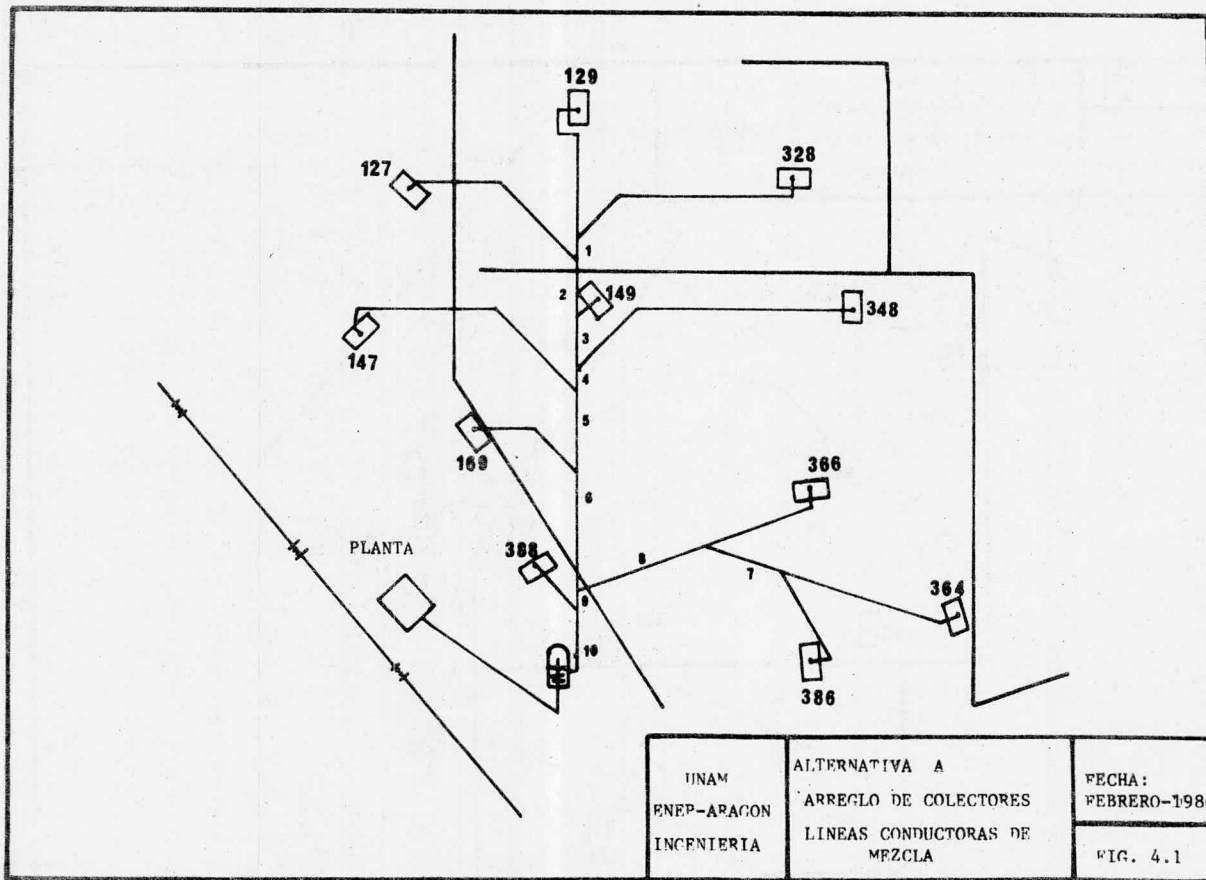 129
328
127
1
2
149
348
3
147
4
5
169
6
366
PLANTA
388
8
7
364
9
10
386
UNAM
ENEP-ARAGON
INGENIERIA
ALTERNATIVA A
ARREGLO DE COLECTORES
LINEAS CONDUCTORAS DE
MEZCLA
FECHA:
FIG. 4.1